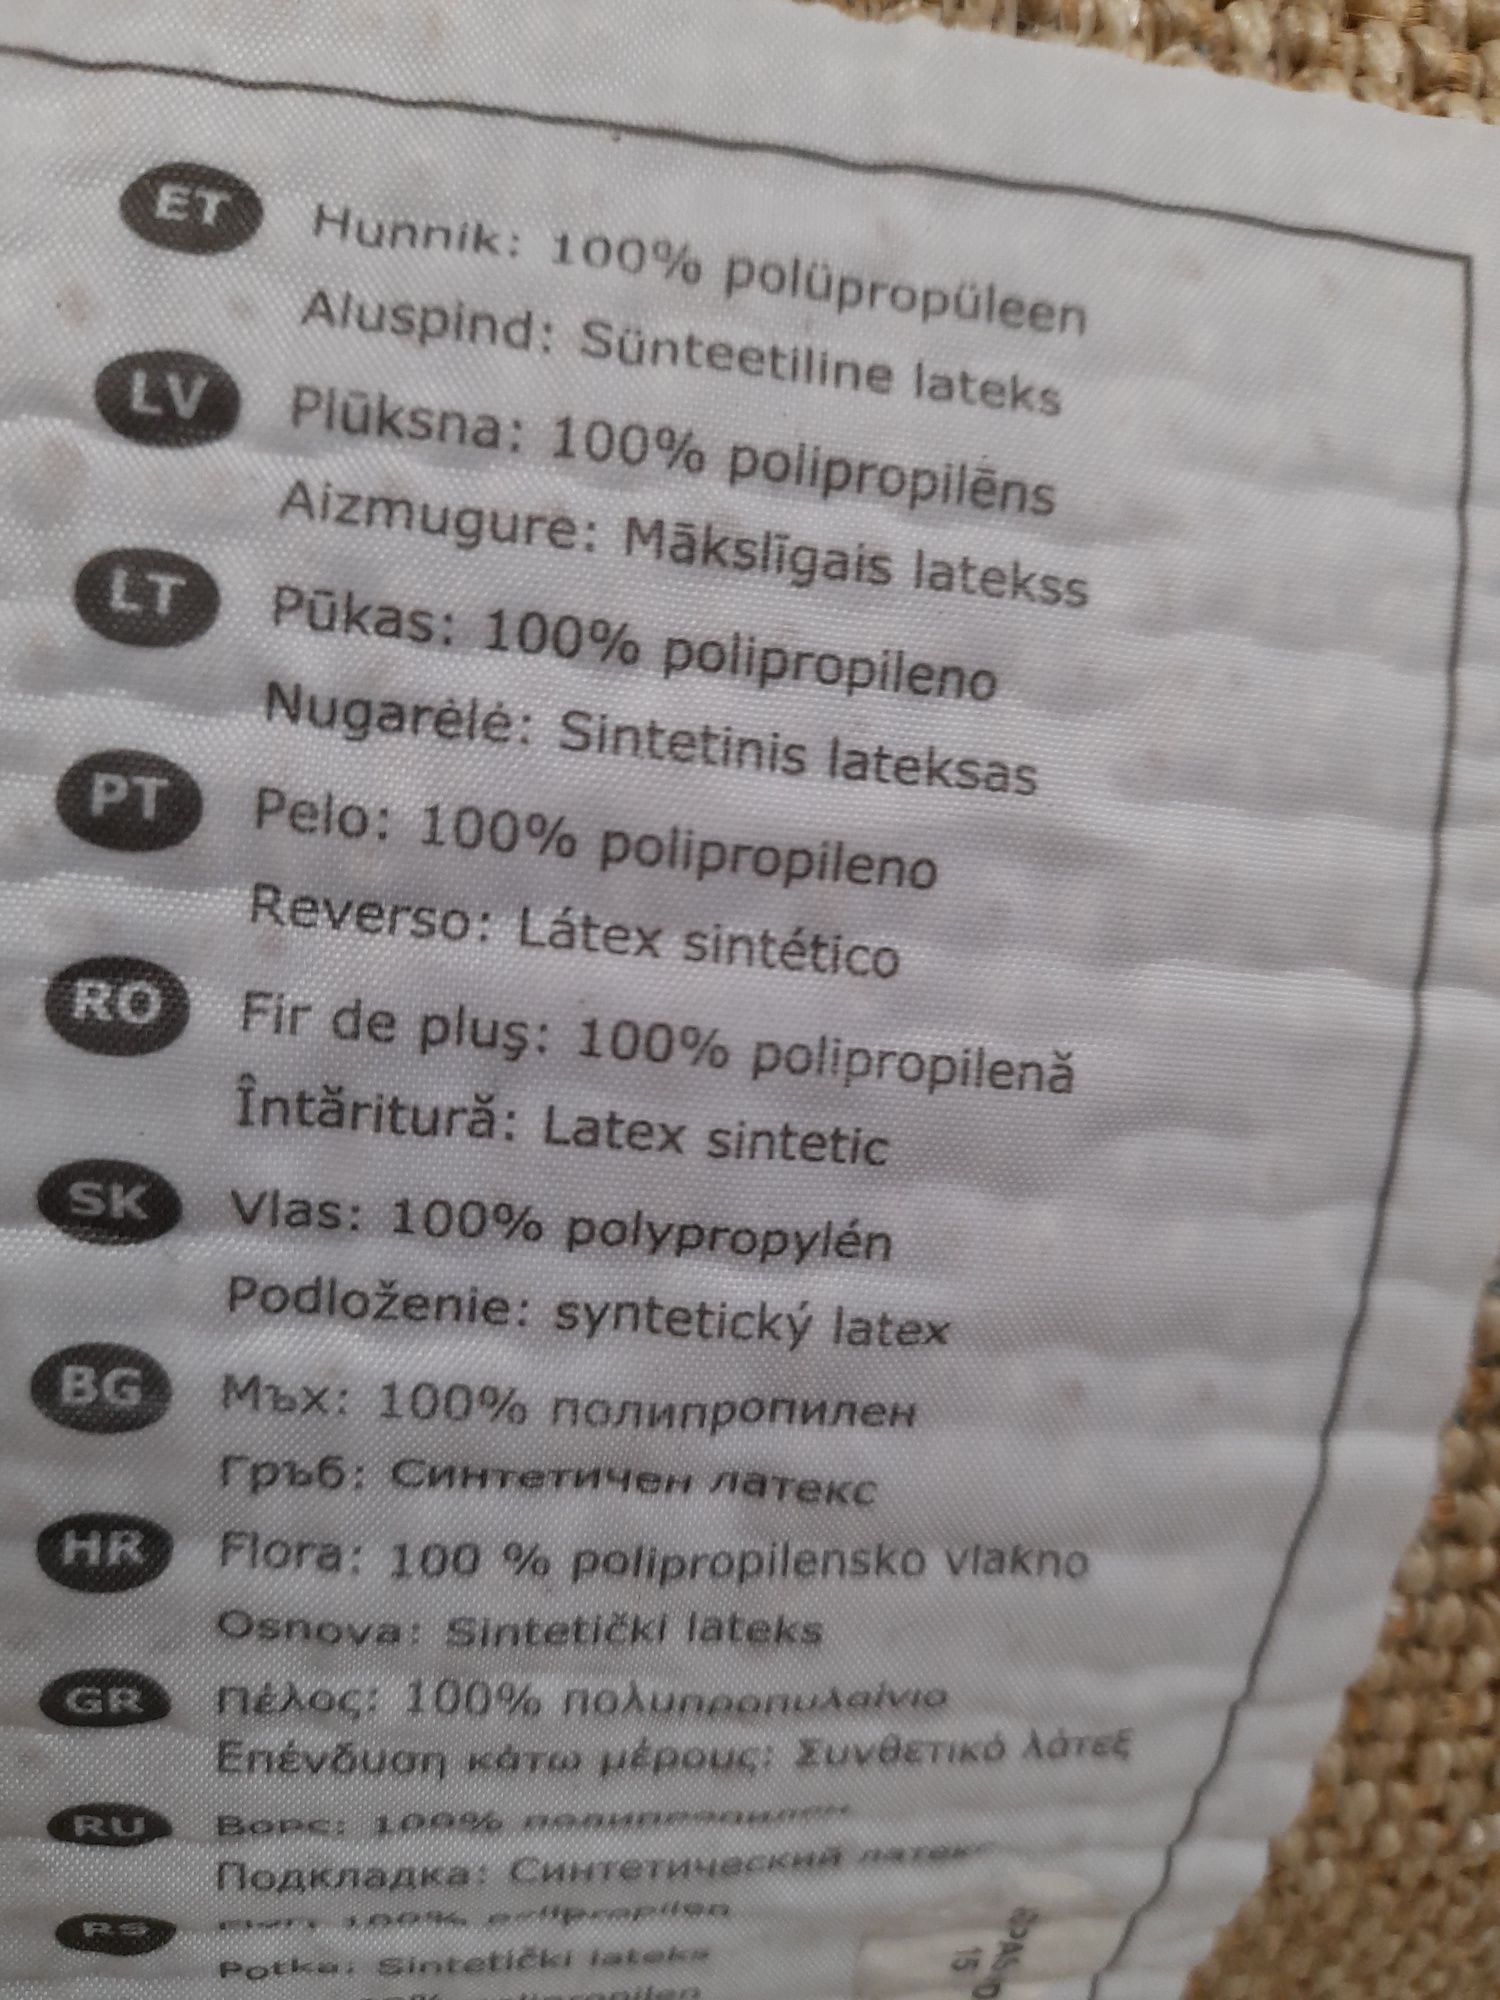 ET Hunnik: 100% polüpropüleen
Aluspind: Sünteetiline lateks
LV Plūksna: 100% polipropilēns
Aizmugure: Mākslīgais latekss
LT Pūkas: 100% polipropileno
Nugarėlė: Sintetinis lateksas
PT Pelo: 100% polipropileno
Reverso: Látex sintético
RO Fir de pluş: 100% polipropilenă
Întăritură: Latex sintetic
SK Vlas: 100% polypropylén
Podloženie: syntetický latex
BG Мъх: 100% полипропилен
Гръб: Синтетичен латекс
HR Flora: 100 % polipropilensko vlakno
Osnova: Sintetički lateks
GR Πέλος: 100% πολυπροπυλαίνιο
Επένδυση κάτω μέρους: Συνθετικό λάτεξ
RU Ворс: 100% полипропилен
Подкладка: Синтетический латекс
RS 100% polipropilen
Potka: Sintetički lateks
15